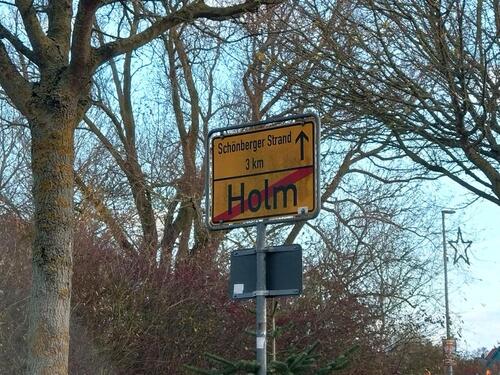 Schönberger Strand
3 km
Holm